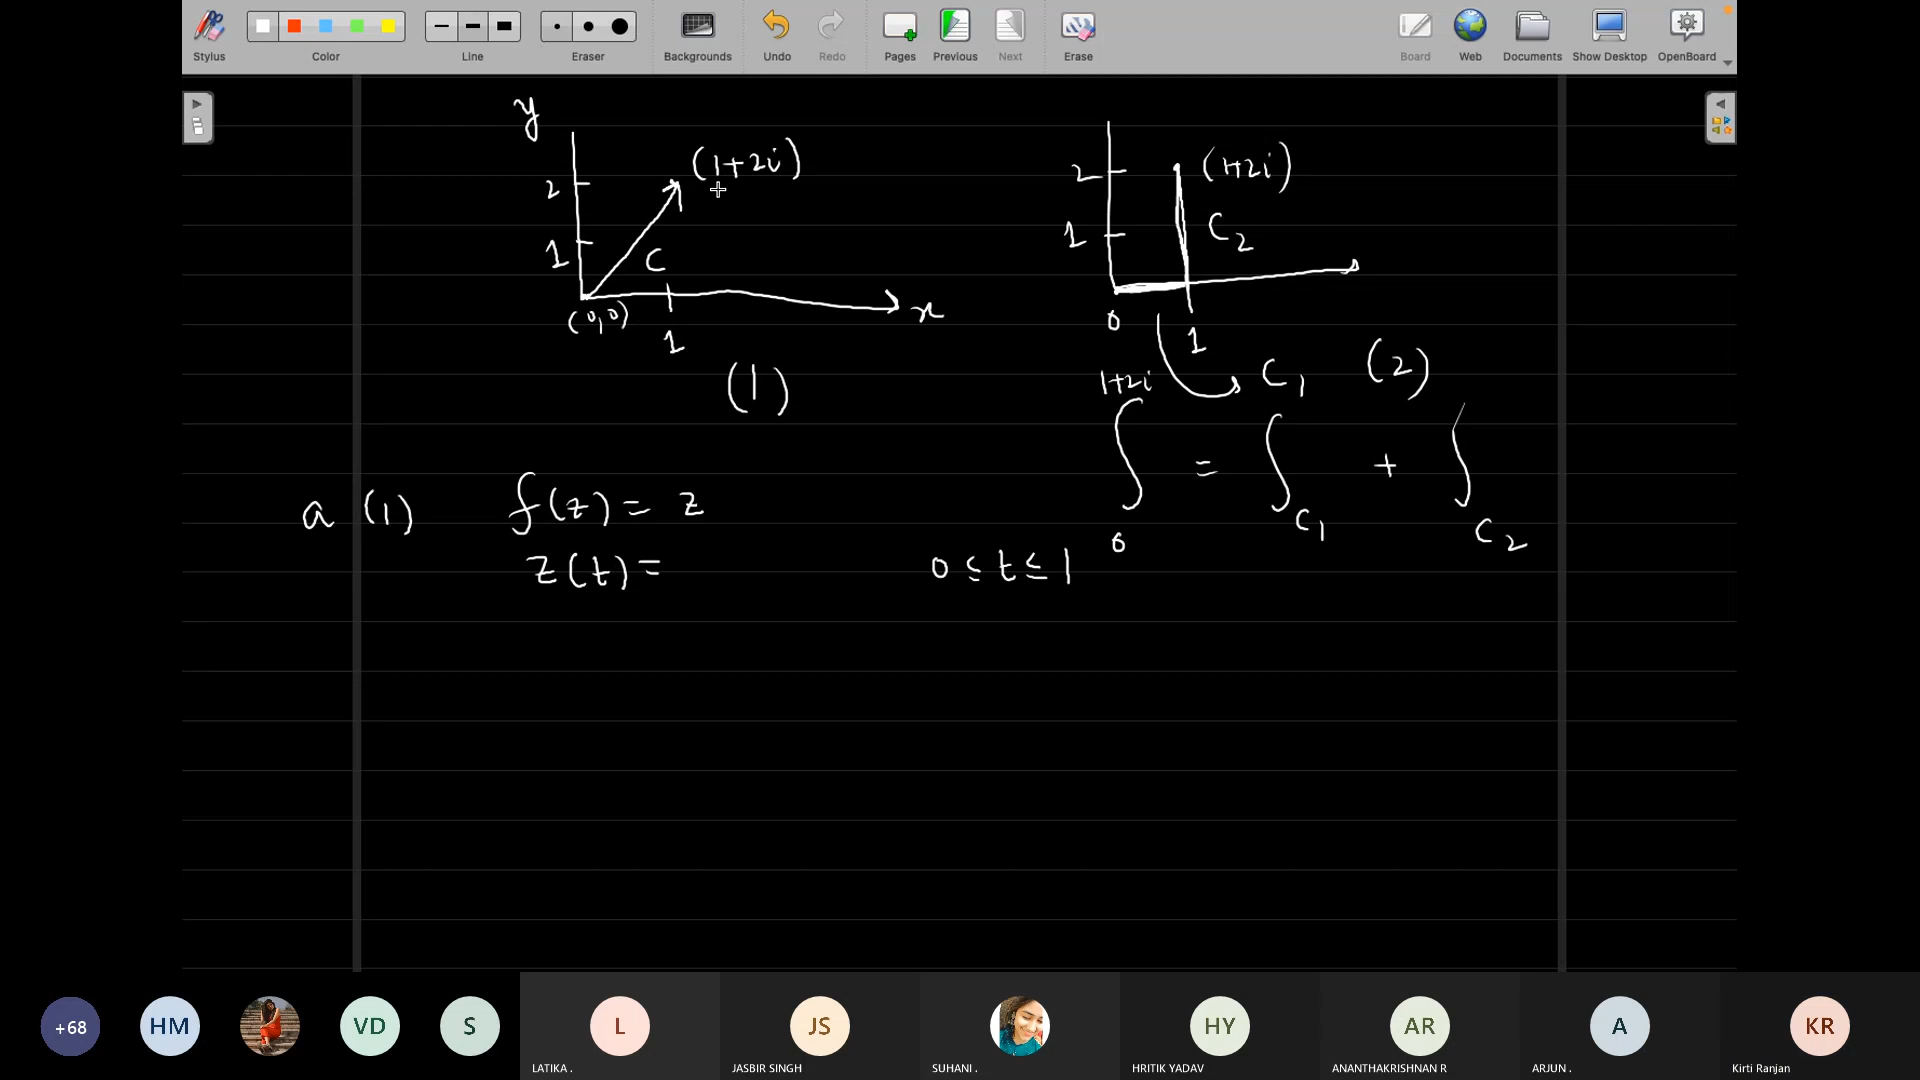 Stylus Color Line Eraser Backgrounds Undo Redo Pages Previous Next Erase Board Web Documents Show Desktop OpenBoard
y
2
1
(1+2i)
C
(0,0)
1
x
(1)
2
1
(1+2i)
C2
0
1
C1 (2)
1+2i
∫ = ∫ + ∫
0 C1 C2
a (1) f(z) = z
z(t) = 0 ≤ t ≤ 1
+68 HM VD S L JS HY AR A KR
LATIKA . JASBIR SINGH SUHANI . HRITIK YADAV ANANTHAKRISHNAN R ARJUN . Kirti Ranjan